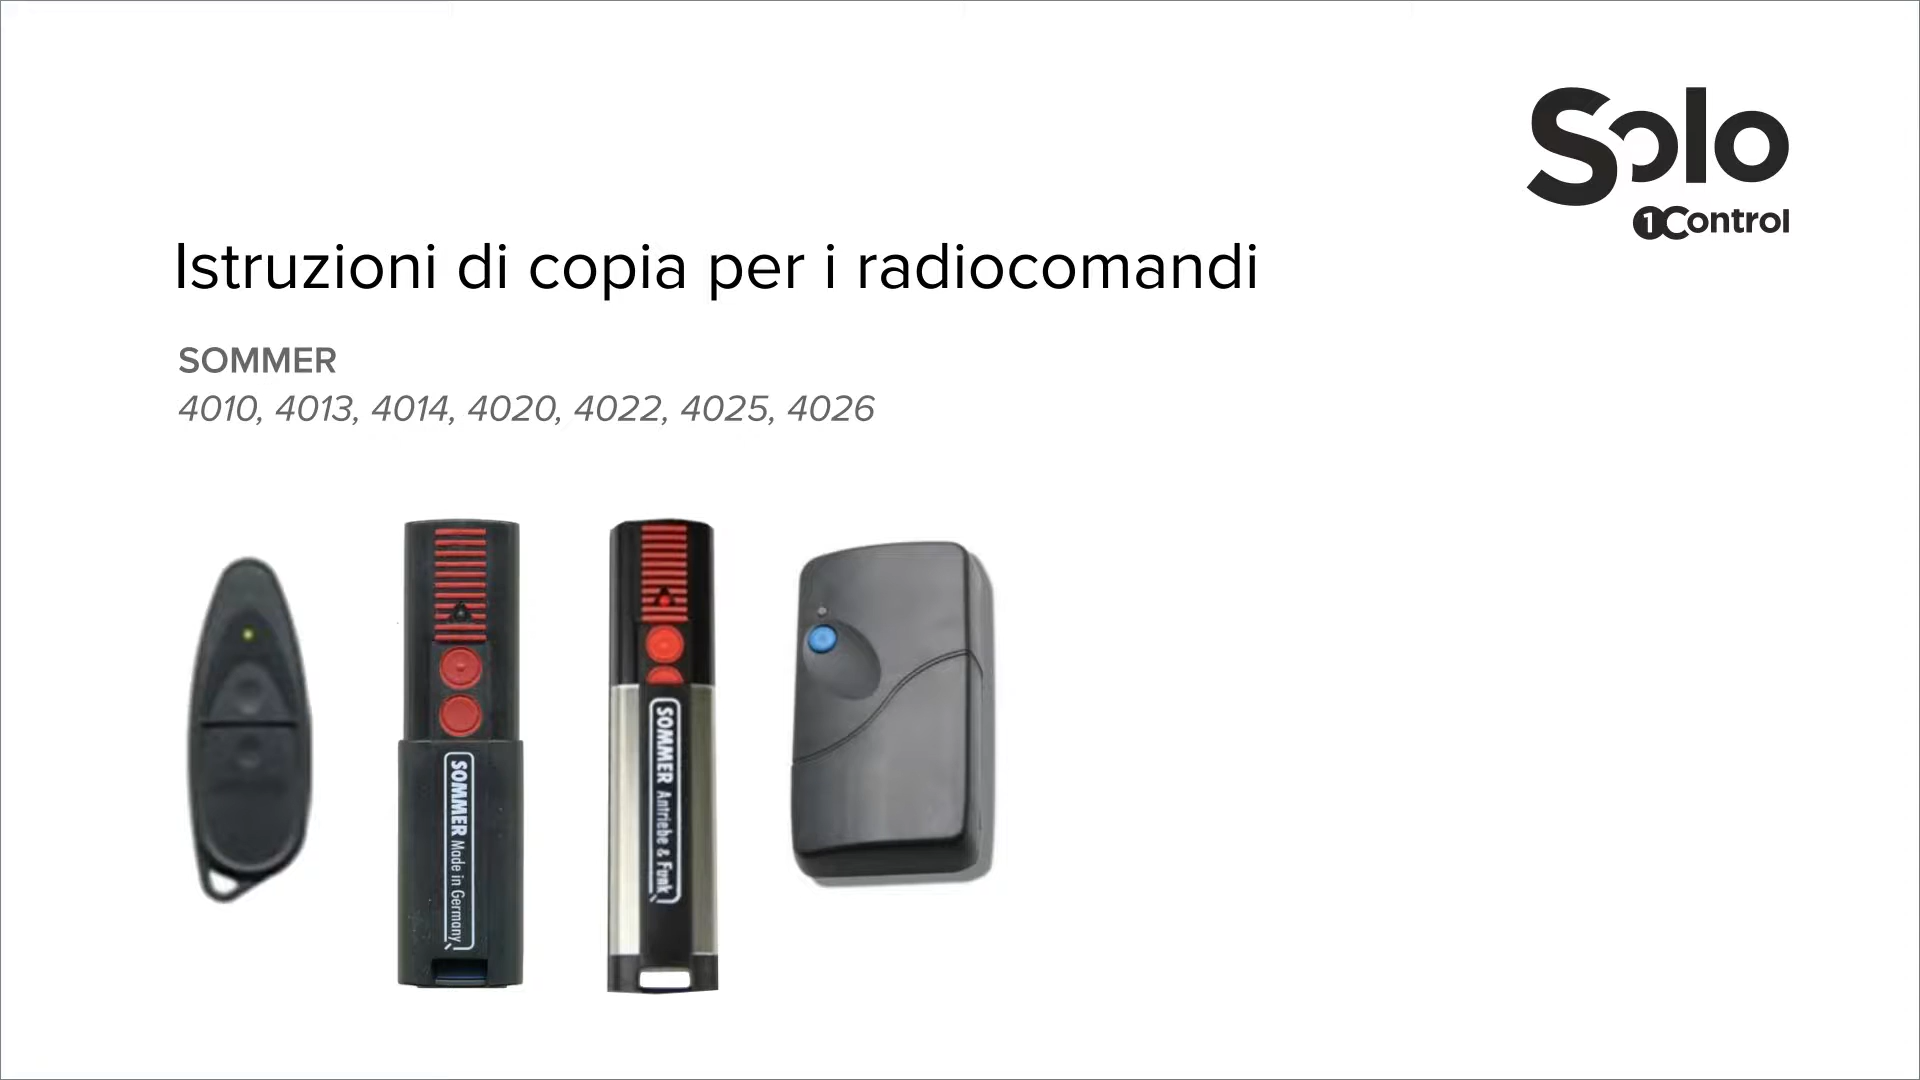 Solo
1Control
Istruzioni di copia per i radiocomandi
SOMMER
4010, 4013, 4014, 4020, 4022, 4025, 4026
SOMMER Made in Germany
SOMMER Antriebe & Funk